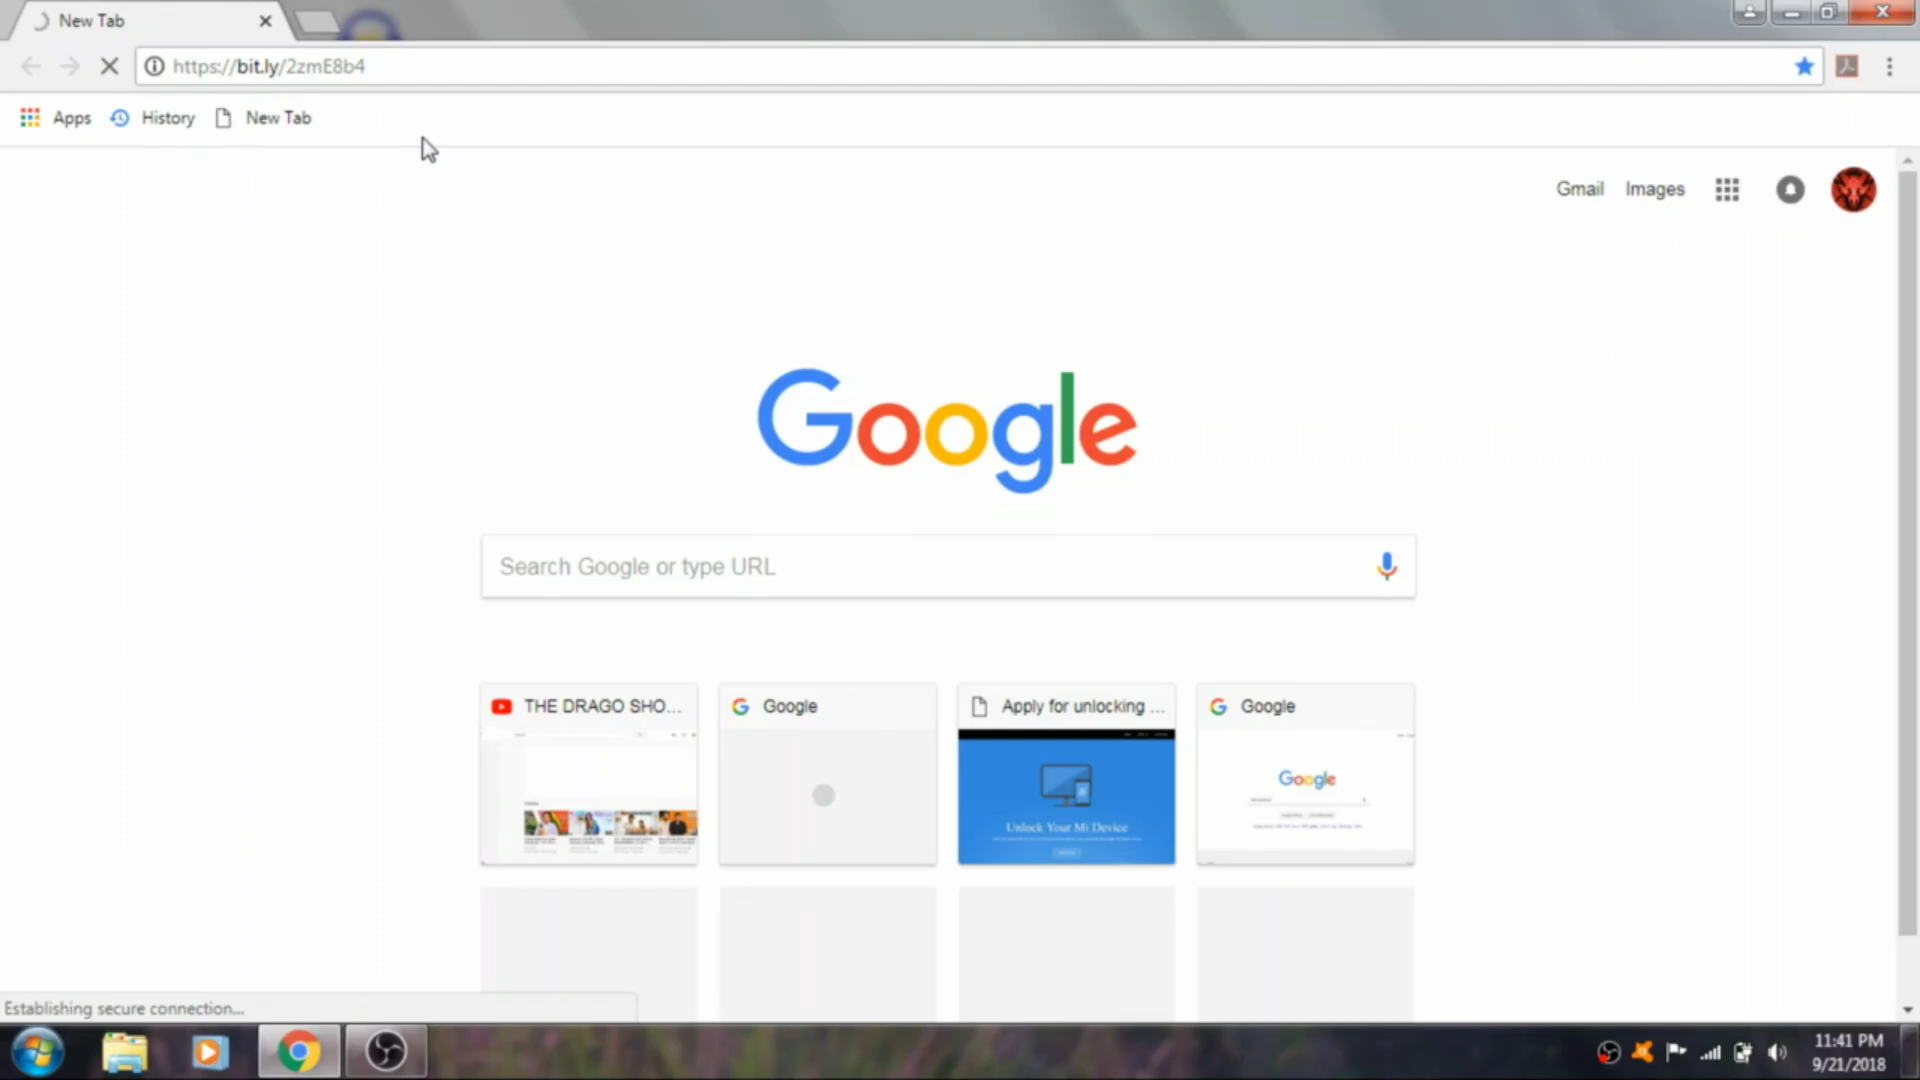 New Tab
https://bit.ly/2zmE8b4
Apps
History
New Tab
Gmail
Images
Google
Search Google or type URL
THE DRAGO SHO...
Google
Apply for unlocking ...
Google
Unlock Your Mi Device
Google
Establishing secure connection...
11:41 PM
9/21/2018